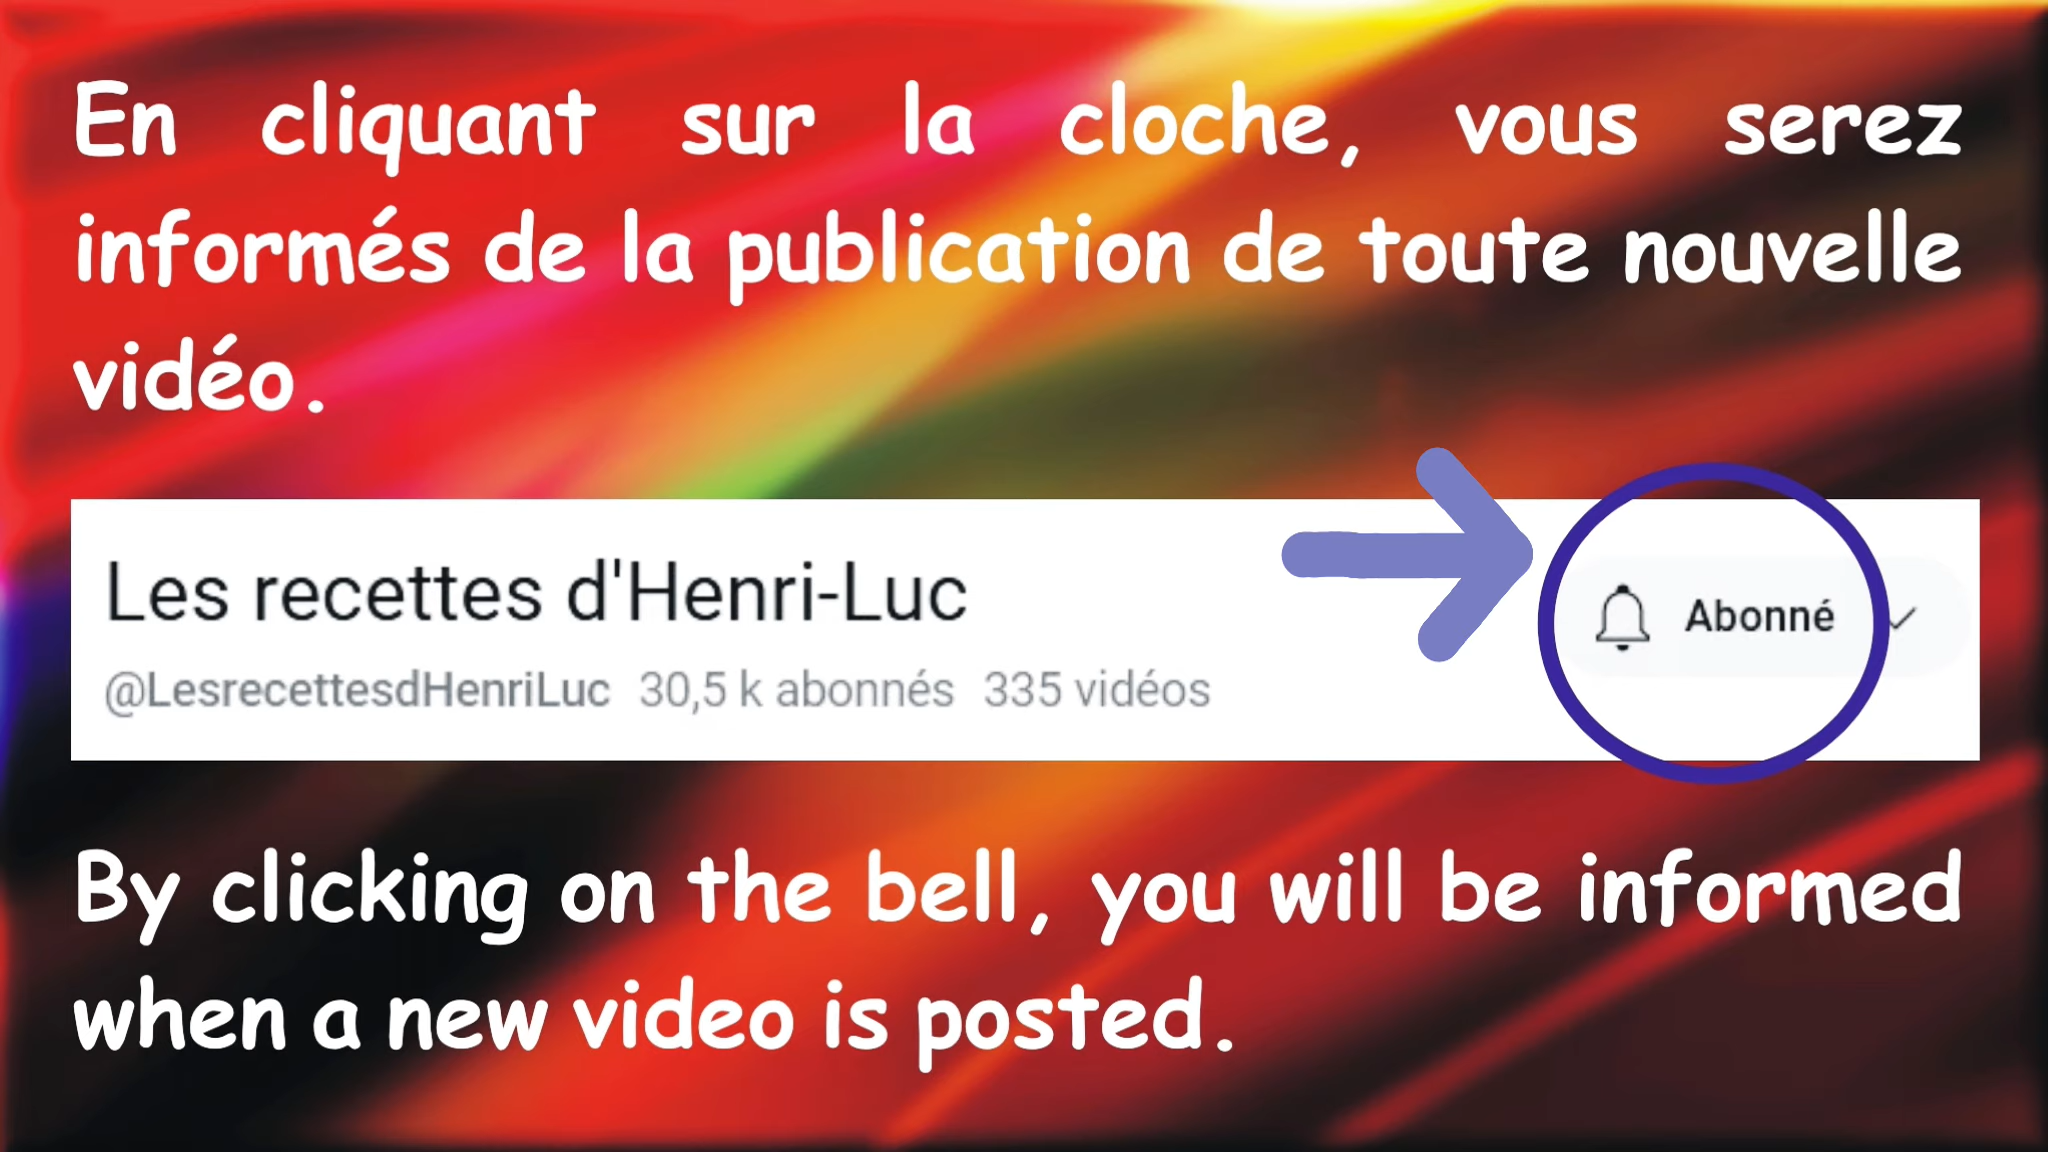 En cliquant sur la cloche, vous serez
informés de la publication de toute nouvelle
vidéo.
Les recettes d'Henri-Luc
@LesrecettesdHenriLuc 30,5 k abonnés 335 vidéos
Abonné
By clicking on the bell, you will be informed
when a new video is posted.